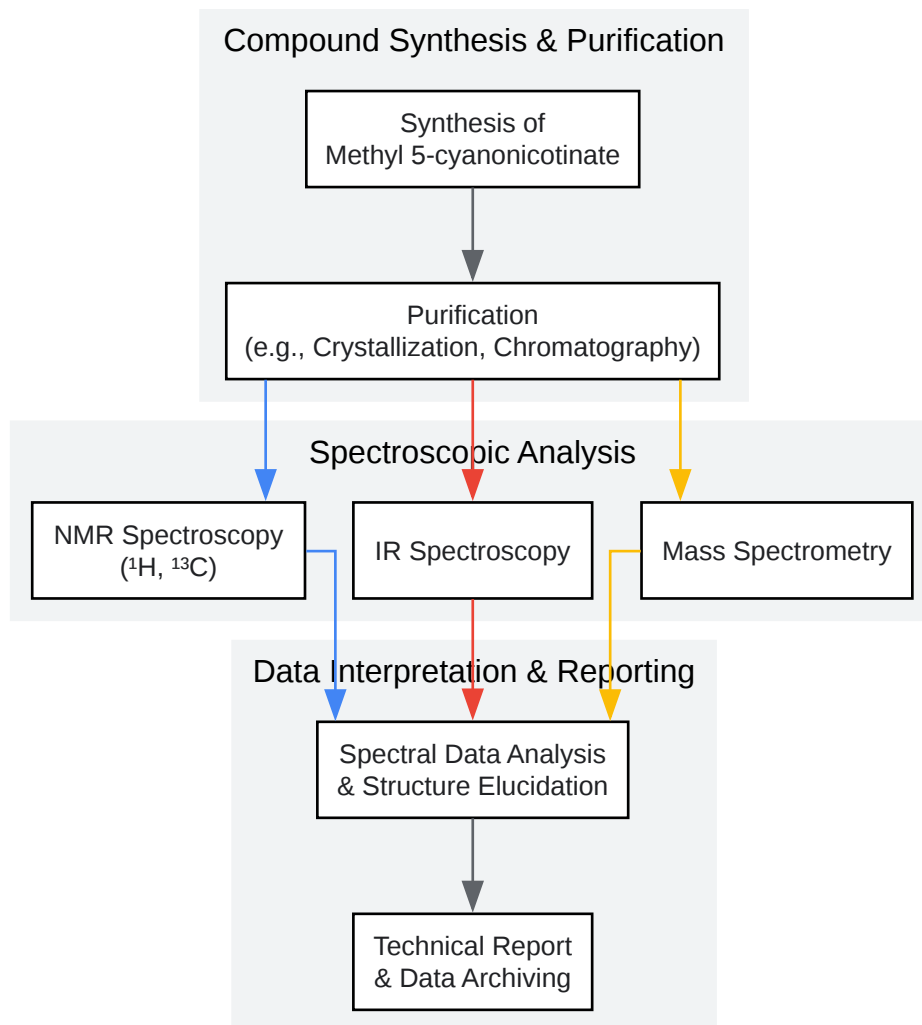 Compound Synthesis & Purification
Synthesis of
Methyl 5-cyanonicotinate
Purification
(e.g., Crystallization, Chromatography)
Spectroscopic Analysis
NMR Spectroscopy
(¹H, ¹³C)
IR Spectroscopy
Mass Spectrometry
Data Interpretation & Reporting
Spectral Data Analysis
& Structure Elucidation
Technical Report
& Data Archiving